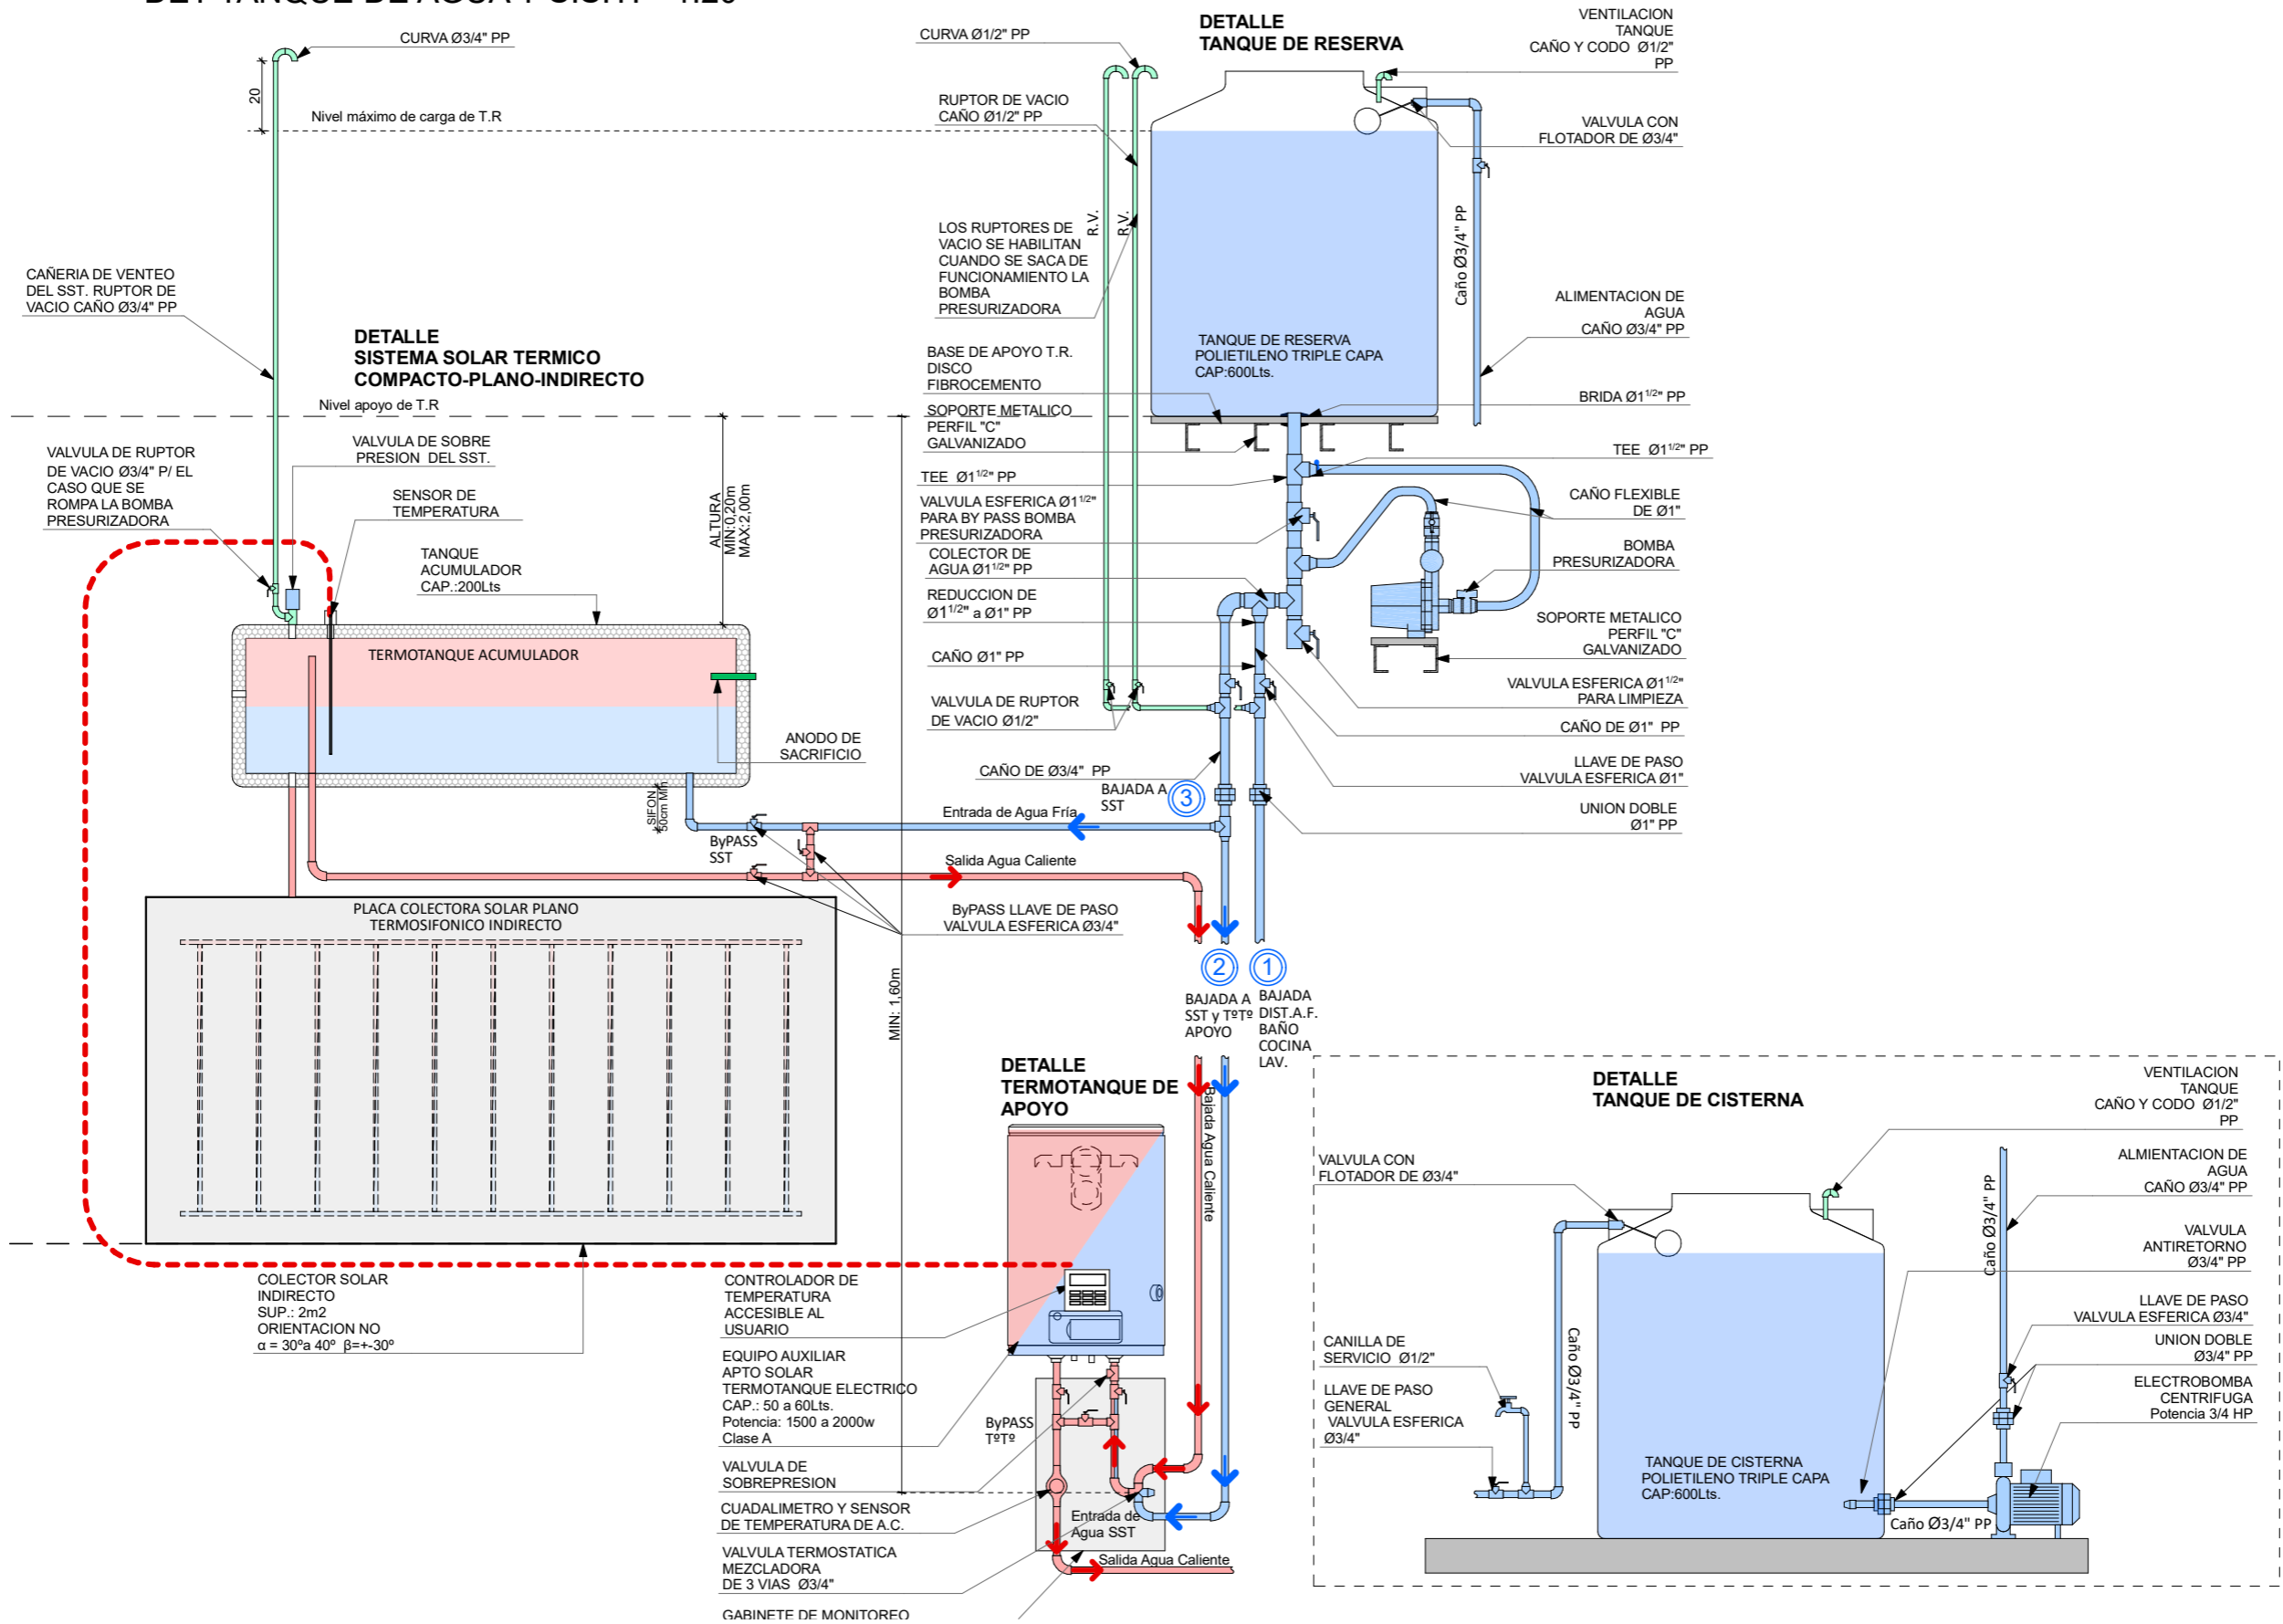 CURVA Ø3/4" PP
20
Nivel máximo de carga de T.R
CAÑERIA DE VENTEO
DEL SST. RUPTOR DE
VACIO CAÑO Ø3/4" PP
DETALLE
SISTEMA SOLAR TERMICO
COMPACTO-PLANO-INDIRECTO
Nivel apoyo de T.R
VALVULA DE RUPTOR
DE VACIO Ø3/4" P/ EL
CASO QUE SE
ROMPA LA BOMBA
PRESURIZADORA
VALVULA DE SOBRE
PRESION DEL SST.
SENSOR DE
TEMPERATURA
TANQUE
ACUMULADOR
CAP.:200Lts
ALTURA
MIN:0,20m
MAX:2,00m
TERMOTANQUE ACUMULADOR
ANODO DE
SACRIFICIO
SIFON
50cm Min
ByPASS
SST
Entrada de Agua Fría
Salida Agua Caliente
ByPASS LLAVE DE PASO
VALVULA ESFERICA Ø3/4"
MIN: 1,60m
PLACA COLECTORA SOLAR PLANO
TERMOSIFONICO INDIRECTO
COLECTOR SOLAR
INDIRECTO
SUP.: 2m2
ORIENTACION NO
α = 30ºa 40º β=+-30º
CURVA Ø1/2" PP
RUPTOR DE VACIO
CAÑO Ø1/2" PP
R.V.
R.V.
LOS RUPTORES DE
VACIO SE HABILITAN
CUANDO SE SACA DE
FUNCIONAMIENTO LA
BOMBA
PRESURIZADORA
BASE DE APOYO T.R.
DISCO
FIBROCEMENTO
SOPORTE METALICO
PERFIL "C"
GALVANIZADO
TEE Ø1 1/2" PP
VALVULA ESFERICA Ø1 1/2"
PARA BY PASS BOMBA
PRESURIZADORA
COLECTOR DE
AGUA Ø1 1/2" PP
REDUCCION DE
Ø1 1/2" a Ø1" PP
CAÑO Ø1" PP
VALVULA DE RUPTOR
DE VACIO Ø1/2"
CAÑO DE Ø3/4" PP
BAJADA A
SST
3
DETALLE
TANQUE DE RESERVA
VENTILACION
TANQUE
CAÑO Y CODO Ø1/2"
PP
VALVULA CON
FLOTADOR DE Ø3/4"
Caño Ø3/4" PP
ALIMENTACION DE
AGUA
CAÑO Ø3/4" PP
TANQUE DE RESERVA
POLIETILENO TRIPLE CAPA
CAP:600Lts.
BRIDA Ø1 1/2" PP
TEE Ø1 1/2" PP
CAÑO FLEXIBLE
DE Ø1"
BOMBA
PRESURIZADORA
SOPORTE METALICO
PERFIL "C"
GALVANIZADO
VALVULA ESFERICA Ø1 1/2"
PARA LIMPIEZA
CAÑO DE Ø1" PP
LLAVE DE PASO
VALVULA ESFERICA Ø1"
UNION DOBLE
Ø1" PP
2
BAJADA A
SST y TºTº
APOYO
1
BAJADA
DIST.A.F.
BAÑO
COCINA
LAV.
DETALLE
TERMOTANQUE DE
APOYO
Bajada Agua Caliente
CONTROLADOR DE
TEMPERATURA
ACCESIBLE AL
USUARIO
EQUIPO AUXILIAR
APTO SOLAR
TERMOTANQUE ELECTRICO
CAP.: 50 a 60Lts.
Potencia: 1500 a 2000w
Clase A
VALVULA DE
SOBREPRESION
CUADALIMETRO Y SENSOR
DE TEMPERATURA DE A.C.
VALVULA TERMOSTATICA
MEZCLADORA
DE 3 VIAS Ø3/4"
GABINETE DE MONITOREO
ByPASS
TºTº
Entrada de
Agua SST
Salida Agua Caliente
DETALLE
TANQUE DE CISTERNA
VALVULA CON
FLOTADOR DE Ø3/4"
CANILLA DE
SERVICIO Ø1/2"
LLAVE DE PASO
GENERAL
VALVULA ESFERICA
Ø3/4"
Caño Ø3/4" PP
TANQUE DE CISTERNA
POLIETILENO TRIPLE CAPA
CAP:600Lts.
VENTILACION
TANQUE
CAÑO Y CODO Ø1/2"
PP
ALMIENTACION DE
AGUA
CAÑO Ø3/4" PP
Caño Ø3/4" PP
VALVULA
ANTIRETORNO
Ø3/4" PP
LLAVE DE PASO
VALVULA ESFERICA Ø3/4"
UNION DOBLE
Ø3/4" PP
ELECTROBOMBA
CENTRIFUGA
Potencia 3/4 HP
Caño Ø3/4" PP